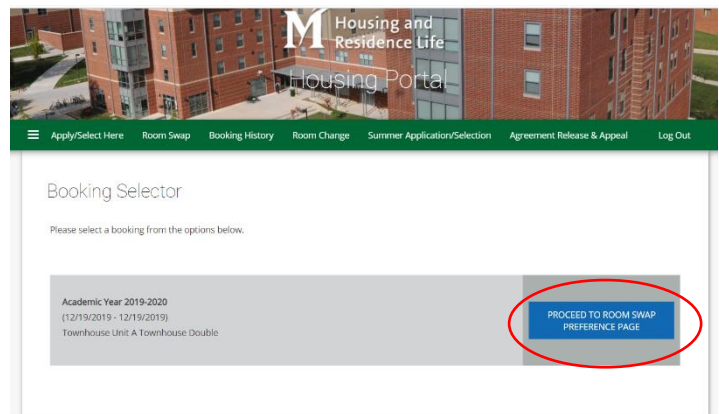 M Housing and
Residence Life
Housing Portal
Apply/Select Here Room Swap Booking History Room Change Summer Application/Selection Agreement Release & Appeal Log Out
Booking Selector
Please select a booking from the options below.
Academic Year 2019-2020
(12/19/2019 - 12/19/2019)
Townhouse Unit A Townhouse Double
PROCEED TO ROOM SWAP
PREFERENCE PAGE